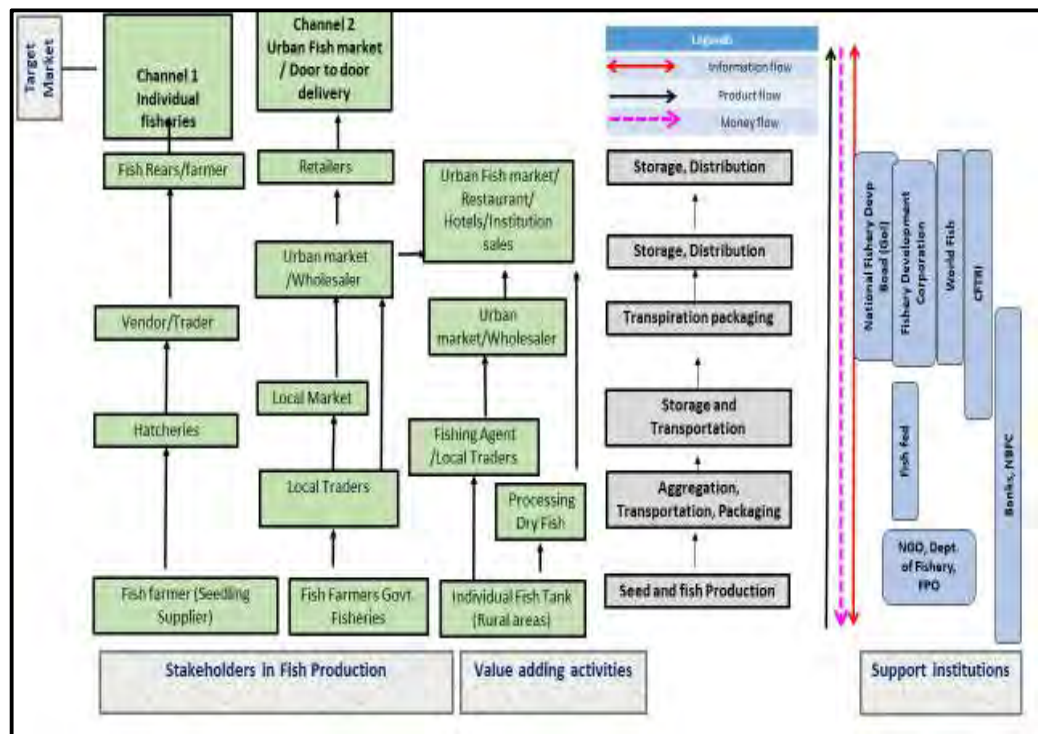 Target
Market
Channel 1
Individual
fisheries
Channel 2
Urban Fish market
/ Door to door
delivery
Legends
Information flow
Product flow
Money flow
Fish Rears/farmer
Retailers
Urban Fish market/
Restaurant/
Hotels/Institution
sales
Storage, Distribution
Urban market
/Wholesaler
Storage, Distribution
Vendor/Trader
Urban
market/Wholesaler
Transpiration packaging
Local Market
Storage and
Transportation
Hatcheries
Fishing Agent
/Local Traders
Local Traders
Processing
Dry Fish
Aggregation,
Transportation, Packaging
Fish farmer (Seedling
Supplier)
Fish Farmers Govt.
Fisheries
Individual Fish Tank
(Rural areas)
Seed and fish Production
National Fishery Devp
Boad (GoI)
Fishery Development
Corporation
World Fish
CFTRI
Fish fed
Banks, NBFC
NGO, Dept.
of Fishery,
FPO
Stakeholders in Fish Production
Value adding activities
Support institutions